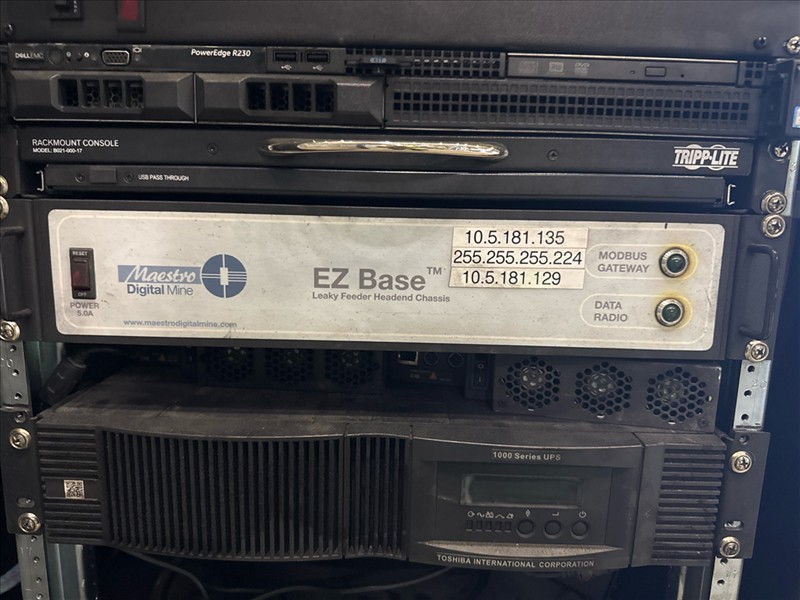 DELL EMC
PowerEdge R230
RACKMOUNT CONSOLE
MODEL: B021-000-17
TRIPP·LITE
USB PASS THROUGH
RESET
OFF
POWER
5.0A
Maestro
Digital Mine
www.maestrodigitalmine.com
EZ Base™
Leaky Feeder Headend Chassis
10.5.181.135
255.255.255.224
10.5.181.129
MODBUS
GATEWAY
DATA
RADIO
1000 Series UPS
TOSHIBA INTERNATIONAL CORPORATION